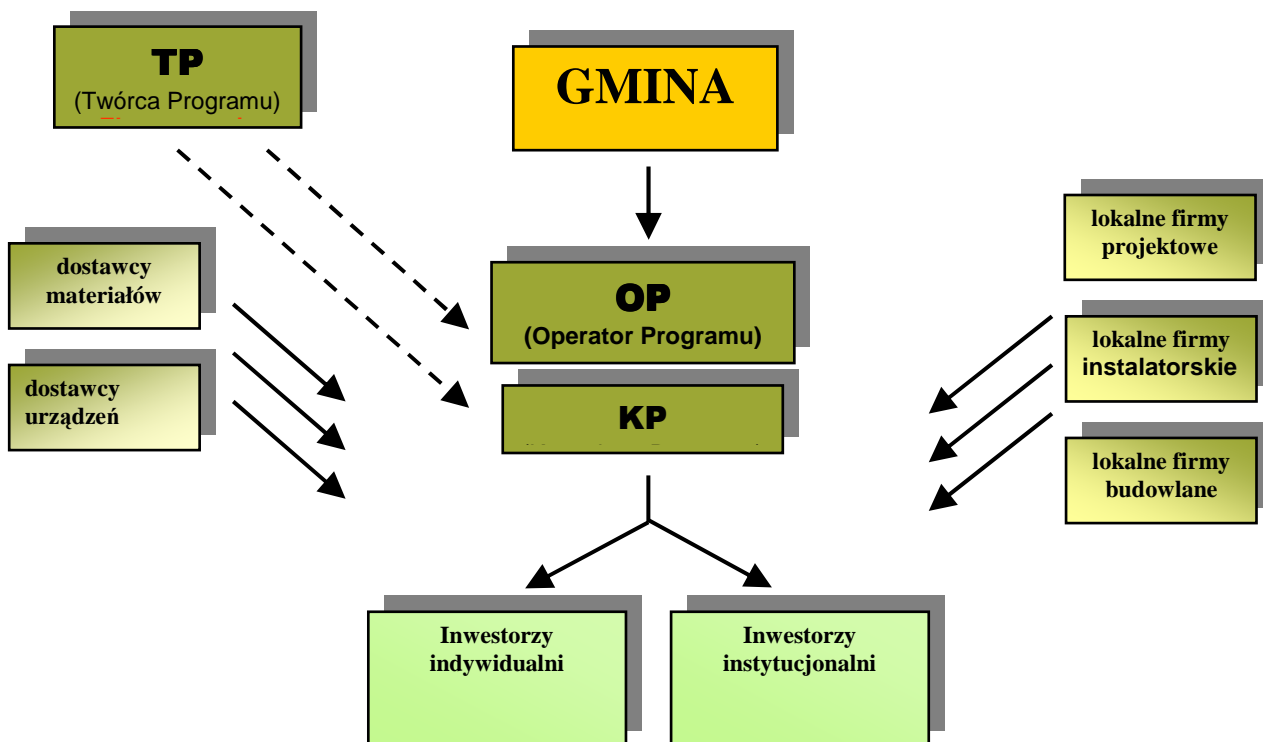 TP
(Twórca Programu)
GMINA
lokalne firmy
projektowe
dostawcy
materiałów
OP
(Operator Programu)
lokalne firmy
instalatorskie
dostawcy
urządzeń
KP
lokalne firmy
budowlane
Inwestorzy
indywidualni
Inwestorzy
instytucjonalni